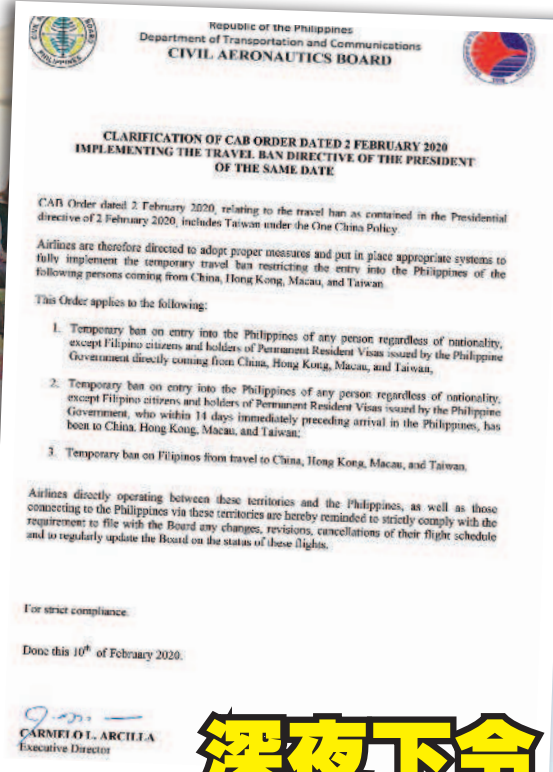 Republic of the Philippines
Department of Transportation and Communications
CIVIL AERONAUTICS BOARD
CLARIFICATION OF CAB ORDER DATED 2 FEBRUARY 2020
IMPLEMENTING THE TRAVEL BAN DIRECTIVE OF THE PRESIDENT
OF THE SAME DATE
CAB Order dated 2 February 2020, relating to the travel ban as contained in the Presidential
directive of 2 February 2020, includes Taiwan under the One China Policy.
Airlines are therefore directed to adopt proper measures and put in place appropriate systems to
fully implement the temporary travel ban restricting the entry into the Philippines of the
following persons coming from China, Hong Kong, Macau, and Taiwan.
This Order applies to the following:
1. Temporary ban on entry into the Philippines of any person regardless of nationality,
except Filipino citizens and holders of Permanent Resident Visas issued by the Philippine
Government directly coming from China, Hong Kong, Macau, and Taiwan,
2. Temporary ban on entry into the Philippines of any person regardless of nationality,
except Filipino citizens and holders of Permanent Resident Visas issued by the Philippine
Government, who within 14 days immediately preceding arrival in the Philippines, has
been to China, Hong Kong, Macau, and Taiwan;
3. Temporary ban on Filipinos from travel to China, Hong Kong, Macau, and Taiwan.
Airlines directly operating between these territories and the Philippines, as well as those
connecting to the Philippines via these territories are hereby reminded to strictly comply with the
requirement to file with the Board any changes, revisions, cancellations of their flight schedule
and to regularly update the Board on the status of these flights.
For strict compliance.
Done this 10th of February 2020.
CARMELO L. ARCILLA
Executive Director
深夜下令